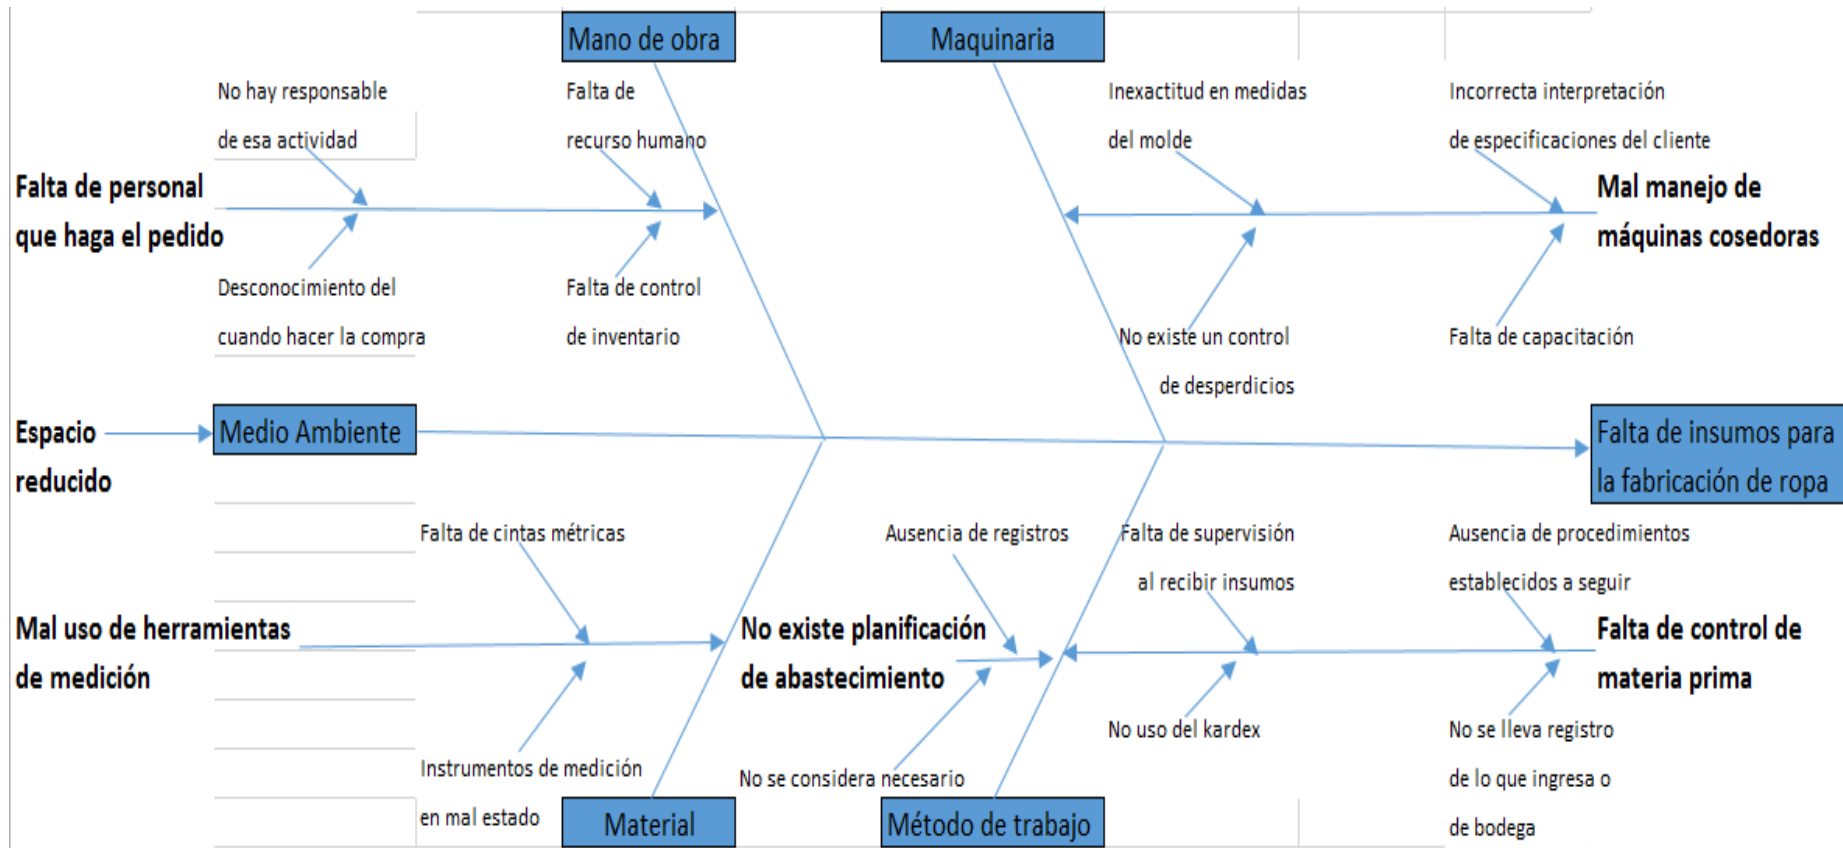 Mano de obra
Maquinaria
No hay responsable
de esa actividad
Falta de
recurso humano
Inexactitud en medidas
del molde
Incorrecta interpretación
de especificaciones del cliente
Falta de personal
que haga el pedido
Mal manejo de
máquinas cosedoras
Desconocimiento del
cuando hacer la compra
Falta de control
de inventario
No existe un control
de desperdicios
Falta de capacitación
Espacio
reducido
Medio Ambiente
Falta de insumos para
la fabricación de ropa
Falta de cintas métricas
Ausencia de registros
Falta de supervisión
al recibir insumos
Ausencia de procedimientos
establecidos a seguir
Mal uso de herramientas
de medición
No existe planificación
de abastecimiento
Falta de control de
materia prima
Instrumentos de medición
en mal estado
No se considera necesario
No uso del kardex
No se lleva registro
de lo que ingresa o
de bodega
Material
Método de trabajo